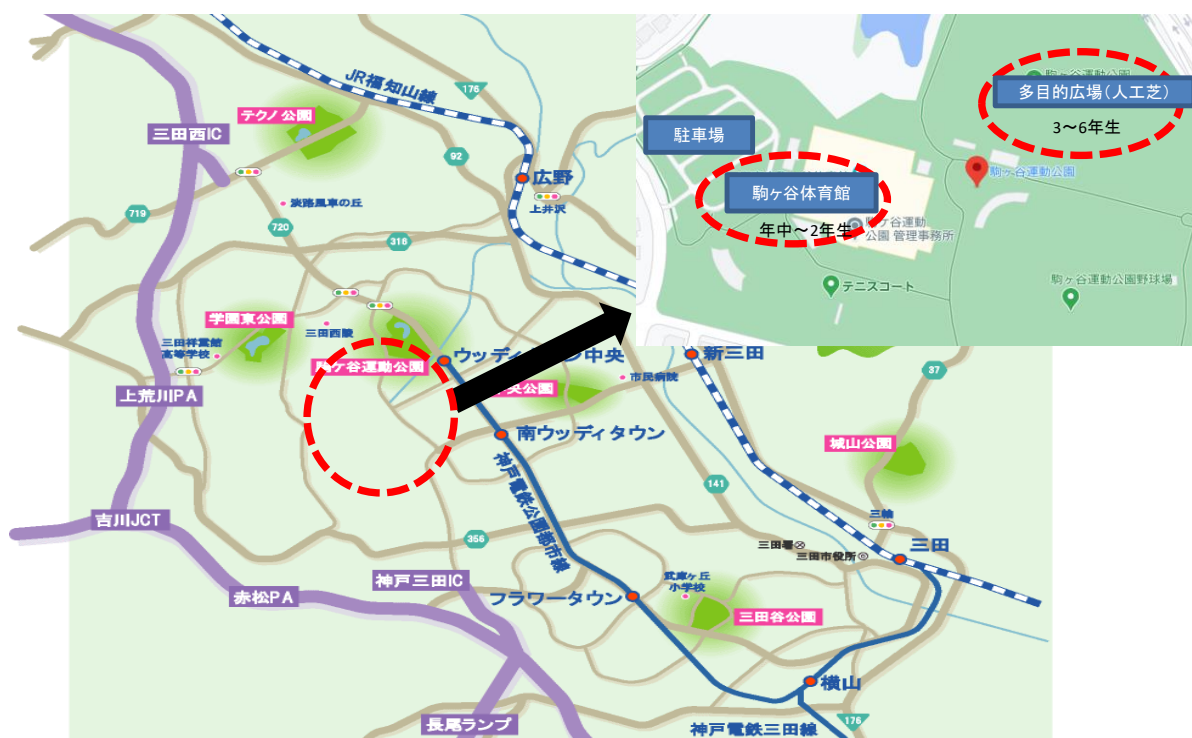 JR福知山線
176
テクノ公園
三田西IC
92
広野
上井沢
淡路風車の丘
719
720
316
学園東公園
三田西陵
三田祥雲館
高等学校
駒ケ谷運動公園
ウッディ
ン中央
上荒川PA
央公園
市民病院
新三田
37
南ウッディタウン
城山公園
神戸電鉄公園都市線
141
吉川JCT
三輪
356
三田署
三田市役所
三田
神戸三田IC
武庫ヶ丘
小学校
赤松PA
フラワータウン
三田谷公園
横山
長尾ランプ
神戸電鉄三田線
176
駒ヶ谷運動公園
多目的広場(人工芝)
3～6年生
駐車場
駒ヶ谷運動公園
駒ヶ谷体育館
年中～2年生
駒ヶ谷運動
公園 管理事務所
テニスコート
駒ヶ谷運動公園野球場